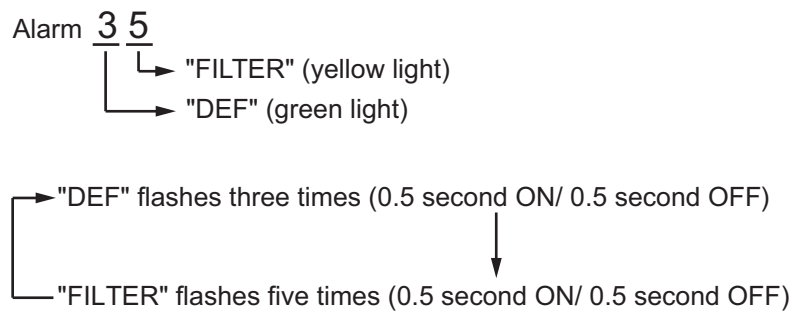 Alarm 3 5
"FILTER" (yellow light)
"DEF" (green light)
"DEF" flashes three times (0.5 second ON/ 0.5 second OFF)
"FILTER" flashes five times (0.5 second ON/ 0.5 second OFF)